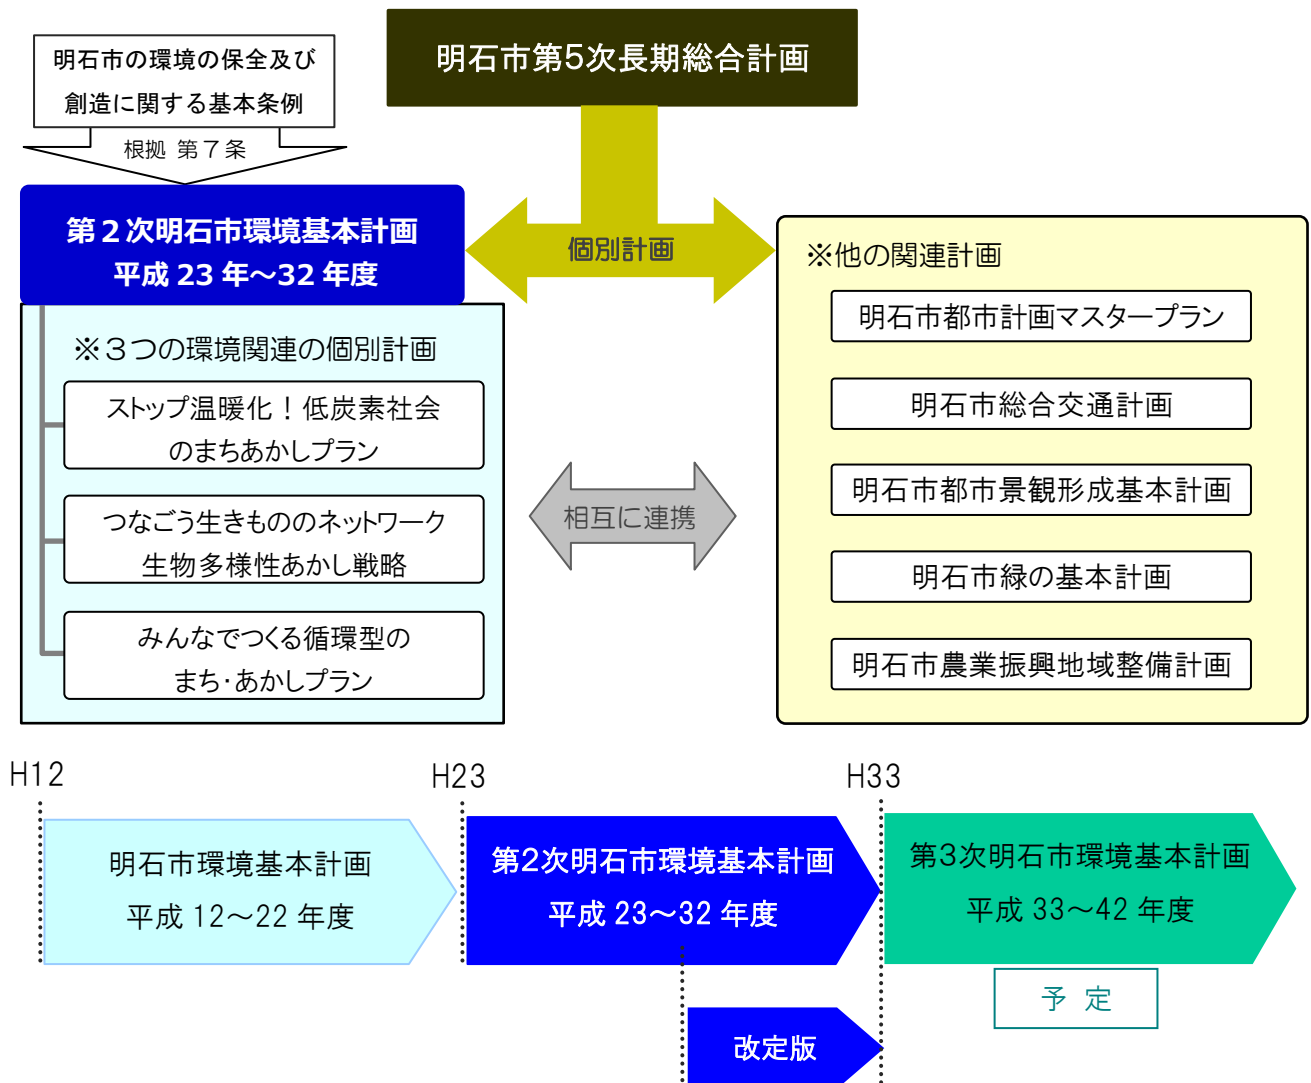 明石市第5次長期総合計画
明石市の環境の保全及び
創造に関する基本条例
根拠 第7条
第2次明石市環境基本計画
平成 23 年～32 年度
個別計画
※3つの環境関連の個別計画
ストップ温暖化！低炭素社会
のまちあかしプラン
つなごう生きもののネットワーク
生物多様性あかし戦略
みんなでつくる循環型の
まち・あかしプラン
相互に連携
※他の関連計画
明石市都市計画マスタープラン
明石市総合交通計画
明石市都市景観形成基本計画
明石市緑の基本計画
明石市農業振興地域整備計画
H12
H23
H33
明石市環境基本計画
平成 12～22 年度
第2次明石市環境基本計画
平成 23～32 年度
第3次明石市環境基本計画
平成 33～42 年度
予 定
改定版